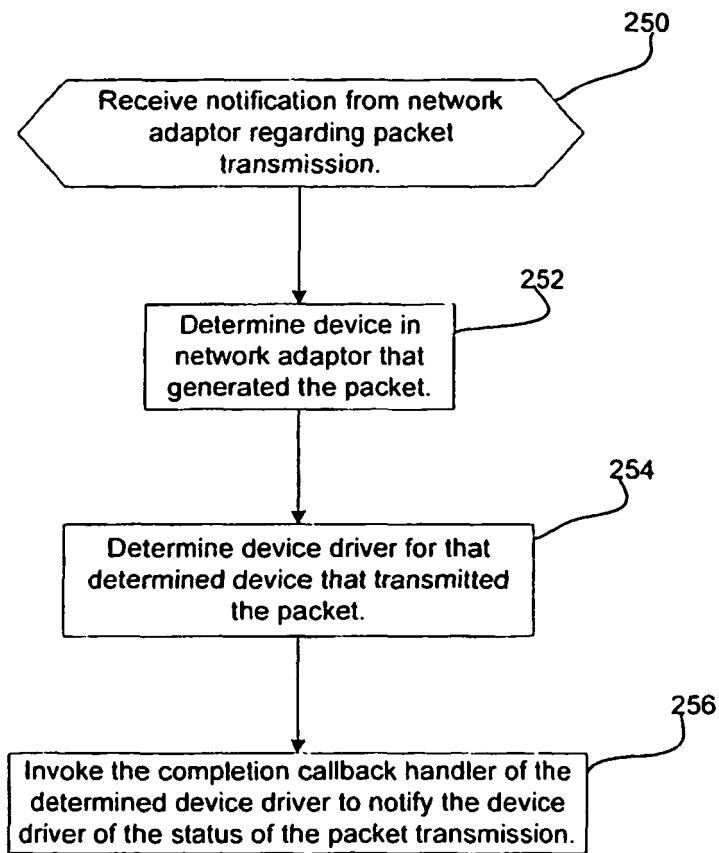 250
Receive notification from network
adaptor regarding packet
transmission.
252
Determine device in
network adaptor that
generated the packet.
254
Determine device driver for that
determined device that transmitted
the packet.
256
Invoke the completion callback handler of the
determined device driver to notify the device
driver of the status of the packet transmission.